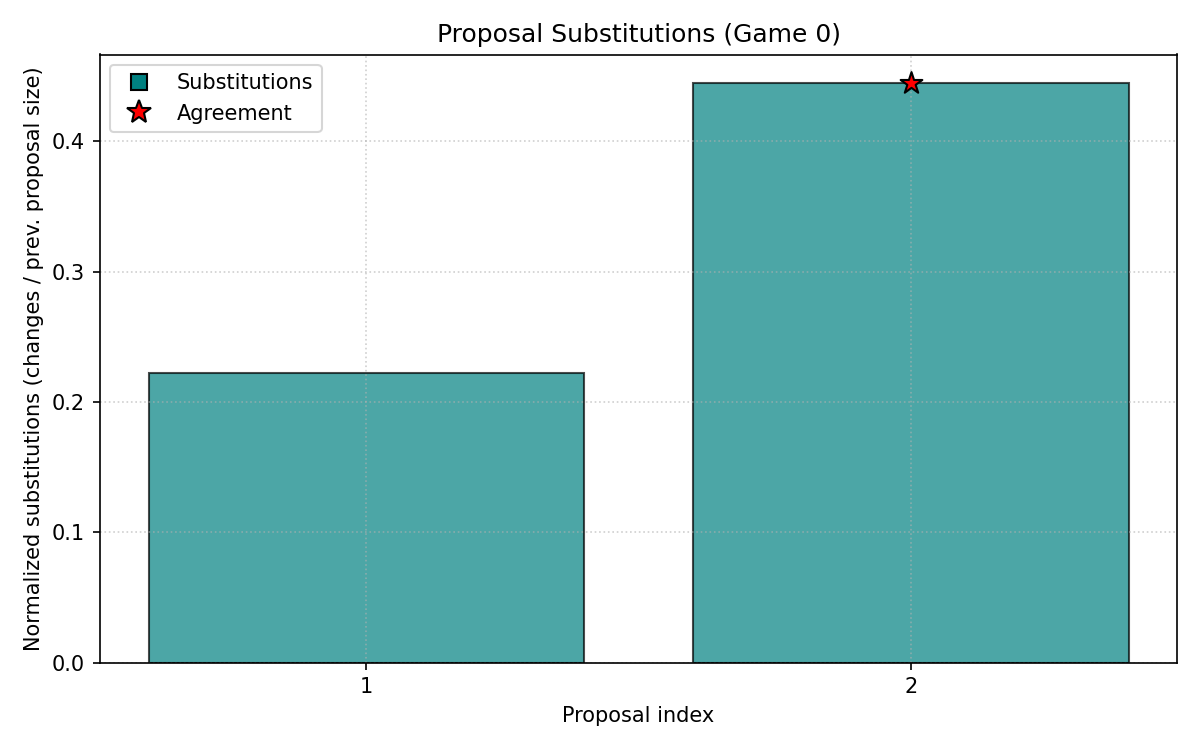 Proposal Substitutions (Game 0)
Substitutions
Agreement
Normalized substitutions (changes / prev. proposal size)
0.4
0.3
0.2
0.1
0.0
1
2
Proposal index